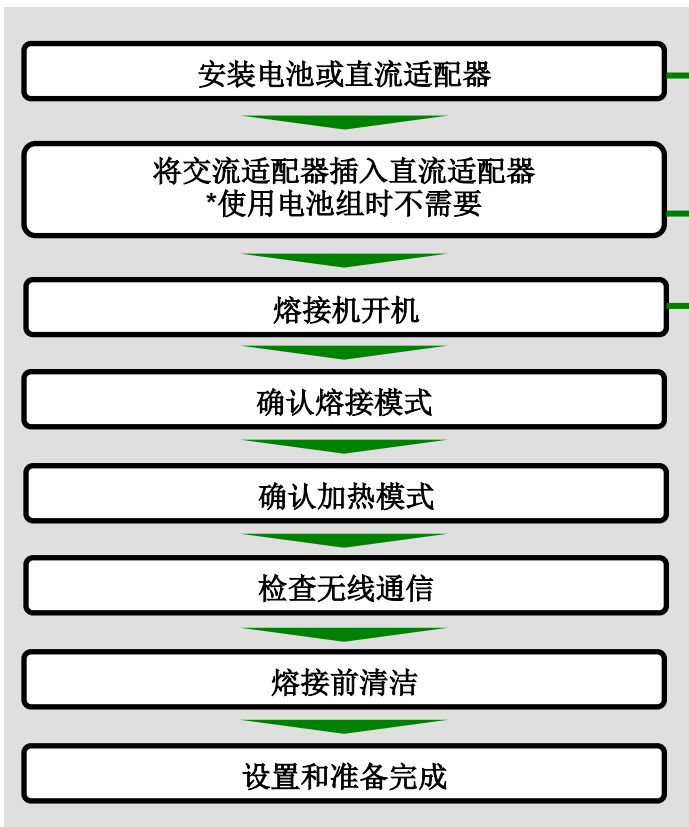 安装电池或直流适配器
将交流适配器插入直流适配器
*使用电池组时不需要
熔接机开机
确认熔接模式
确认加热模式
检查无线通信
熔接前清洁
设置和准备完成